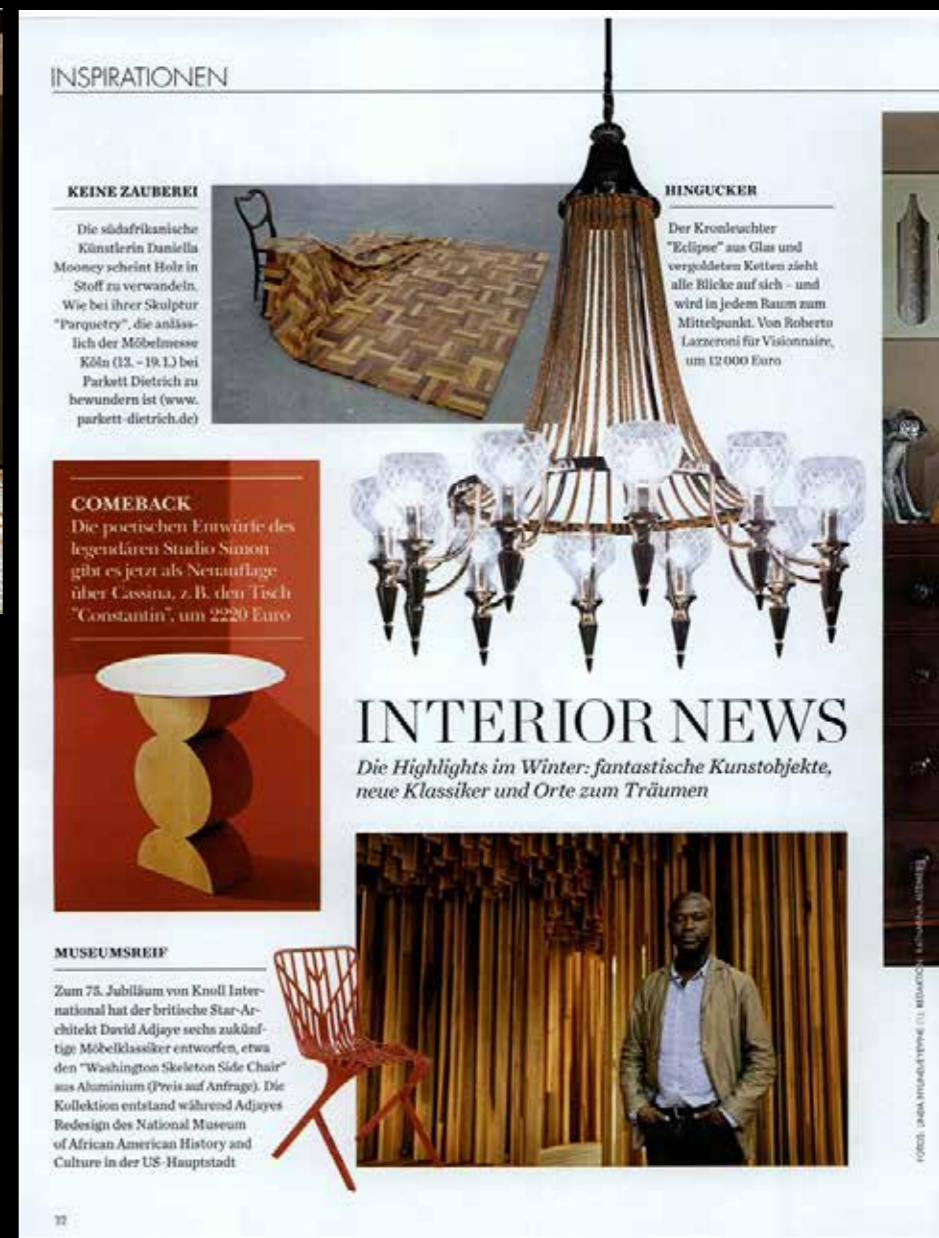 INSPIRATIONEN
KEINE ZAUBEREI
Die südafrikanische
Künstlerin Daniella
Mooney scheint Holz in
Stoff zu verwandeln.
Wie bei ihrer Skulptur
"Parquetry", die anläss-
lich der Möbelmesse
Köln (13. – 19.1.) bei
Parkett Dietrich zu
bewundern ist (www.
parkett-dietrich.de)
HINGUCKER
Der Kronleuchter
"Eclipse" aus Glas und
vergoldeten Ketten zieht
alle Blicke auf sich – und
wird in jedem Raum zum
Mittelpunkt. Von Roberto
Lazzeroni für Visionnaire,
um 12 000 Euro
COMEBACK
Die poetischen Entwürfe des
legendären Studio Simon
gibt es jetzt als Neuauflage
über Cassina, z. B. den Tisch
"Constantin", um 2220 Euro
INTERIOR NEWS
Die Highlights im Winter: fantastische Kunstobjekte,
neue Klassiker und Orte zum Träumen
MUSEUMSREIF
Zum 75. Jubiläum von Knoll Inter-
national hat der britische Star-Ar-
chitekt David Adjaye sechs zukünf-
tige Möbelklassiker entworfen, etwa
den "Washington Skeleton Side Chair"
aus Aluminium (Preis auf Anfrage). Die
Kollektion entstand während Adjayes
Redesign des National Museum
of African American History and
Culture in der US-Hauptstadt
FOTOS: REDAKTION: